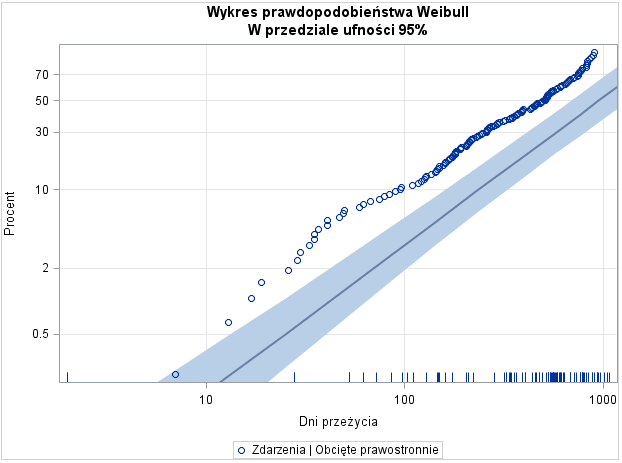 Wykres prawdopodobieństwa Weibull
W przedziale ufności 95%
70
50
30
10
2
0.5
Procent
10
100
1000
Dni przeżycia
Zdarzenia | Obcięte prawostronnie